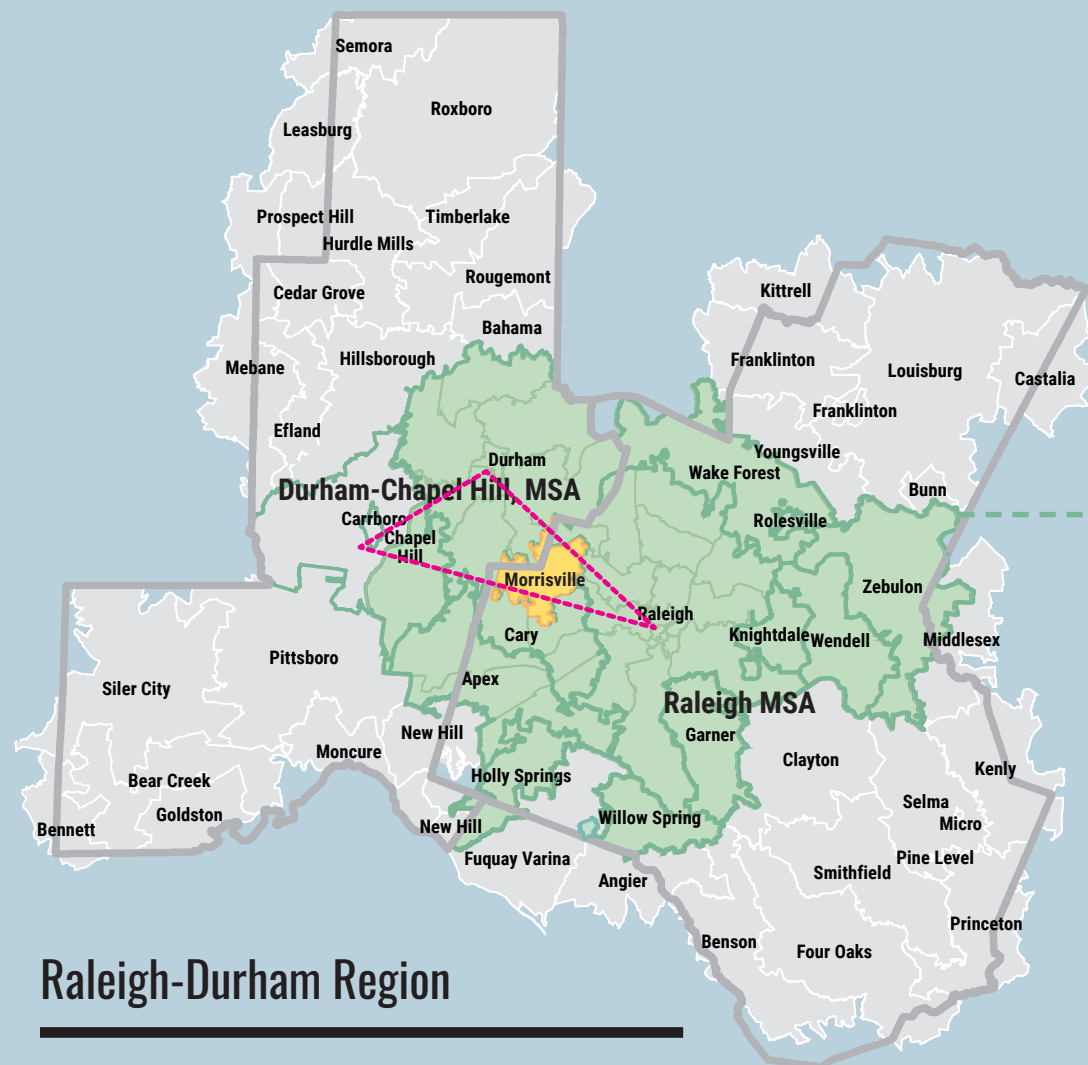 Semora
Roxboro
Leasburg
Prospect Hill
Timberlake
Hurdle Mills
Rougemont
Cedar Grove
Kittrell
Bahama
Hillsborough
Franklinton
Mebane
Louisburg
Castalia
Franklinton
Efland
Youngsville
Durham
Wake Forest
Durham-Chapel Hill, MSA
Bunn
Carrboro
Rolesville
Chapel
Hill
Morrisville
Zebulon
Raleigh
Cary
Knightdale
Wendell
Middlesex
Pittsboro
Apex
Siler City
Raleigh MSA
New Hill
Garner
Moncure
Clayton
Kenly
Holly Springs
Bear Creek
Selma
Goldston
Willow Spring
Micro
New Hill
Bennett
Fuquay Varina
Pine Level
Smithfield
Angier
Princeton
Benson
Four Oaks
Raleigh-Durham Region